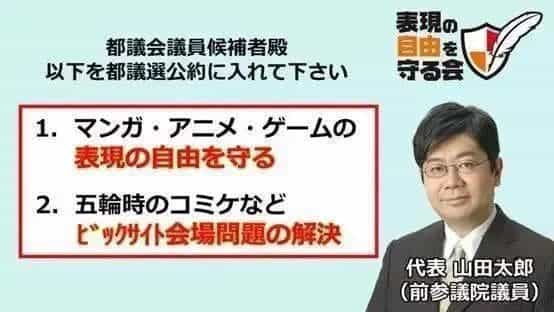 都議会議員候補者殿
以下を都議選公約に入れて下さい
表現の
自由を
守る会
1. マンガ・アニメ・ゲームの
表現の自由を守る
2. 五輪時のコミケなど
ﾋﾞｯｸｻｲﾄ会場問題の解決
代表 山田太郎
（前参議院議員）